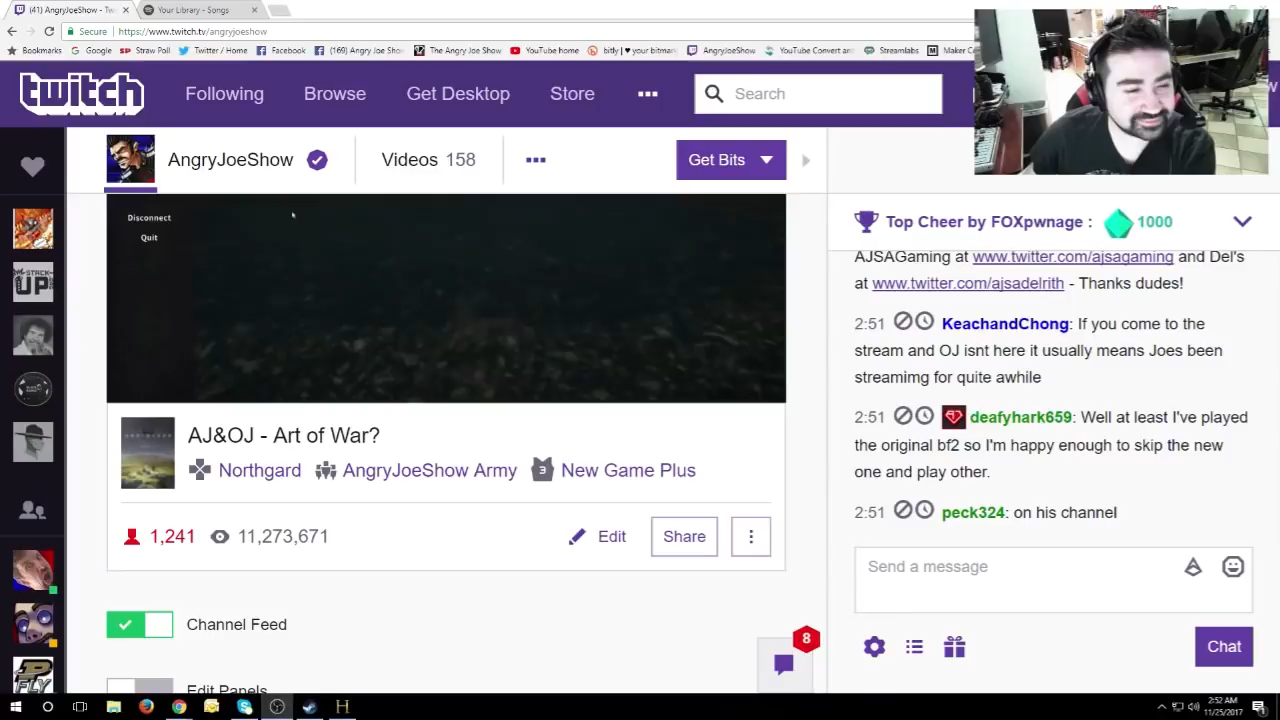 (41) AngryJoeShow - Twitch
Your Library - Songs
Secure
https://www.twitch.tv/angryjoeshow
Bookmarks
Google
Straw Poll
Twitter / Home
Facebook
(169) Angry Joe Sho
The Angry Joe Show
YouTube home
bitly | ♥ your bitmar
AngryJoeShow
YouTube Convert an
Streamlabs
Maker Ce
twitch
Following
Browse
Get Desktop
Store
Search
AngryJoeShow
Videos 158
Get Bits
Top Cheer by FOXpwnage : 1000
Disconnect
Quit
AJSAGaming at www.twitter.com/ajsagaming and Del's
at www.twitter.com/ajsadelrith - Thanks dudes!
2:51 KeachandChong: If you come to the
stream and OJ isnt here it usually means Joes been
streamimg for quite awhile
2:51 deafyhark659: Well at least I've played
the original bf2 so I'm happy enough to skip the new
one and play other.
2:51 peck324: on his channel
STACK
UP
AJ&OJ - Art of War?
Northgard
AngryJoeShow Army
3
New Game Plus
1,241
11,273,671
Edit
Share
Send a message
Chat
Channel Feed
8
Edit Panels
FLY
2:52 AM
11/25/2017